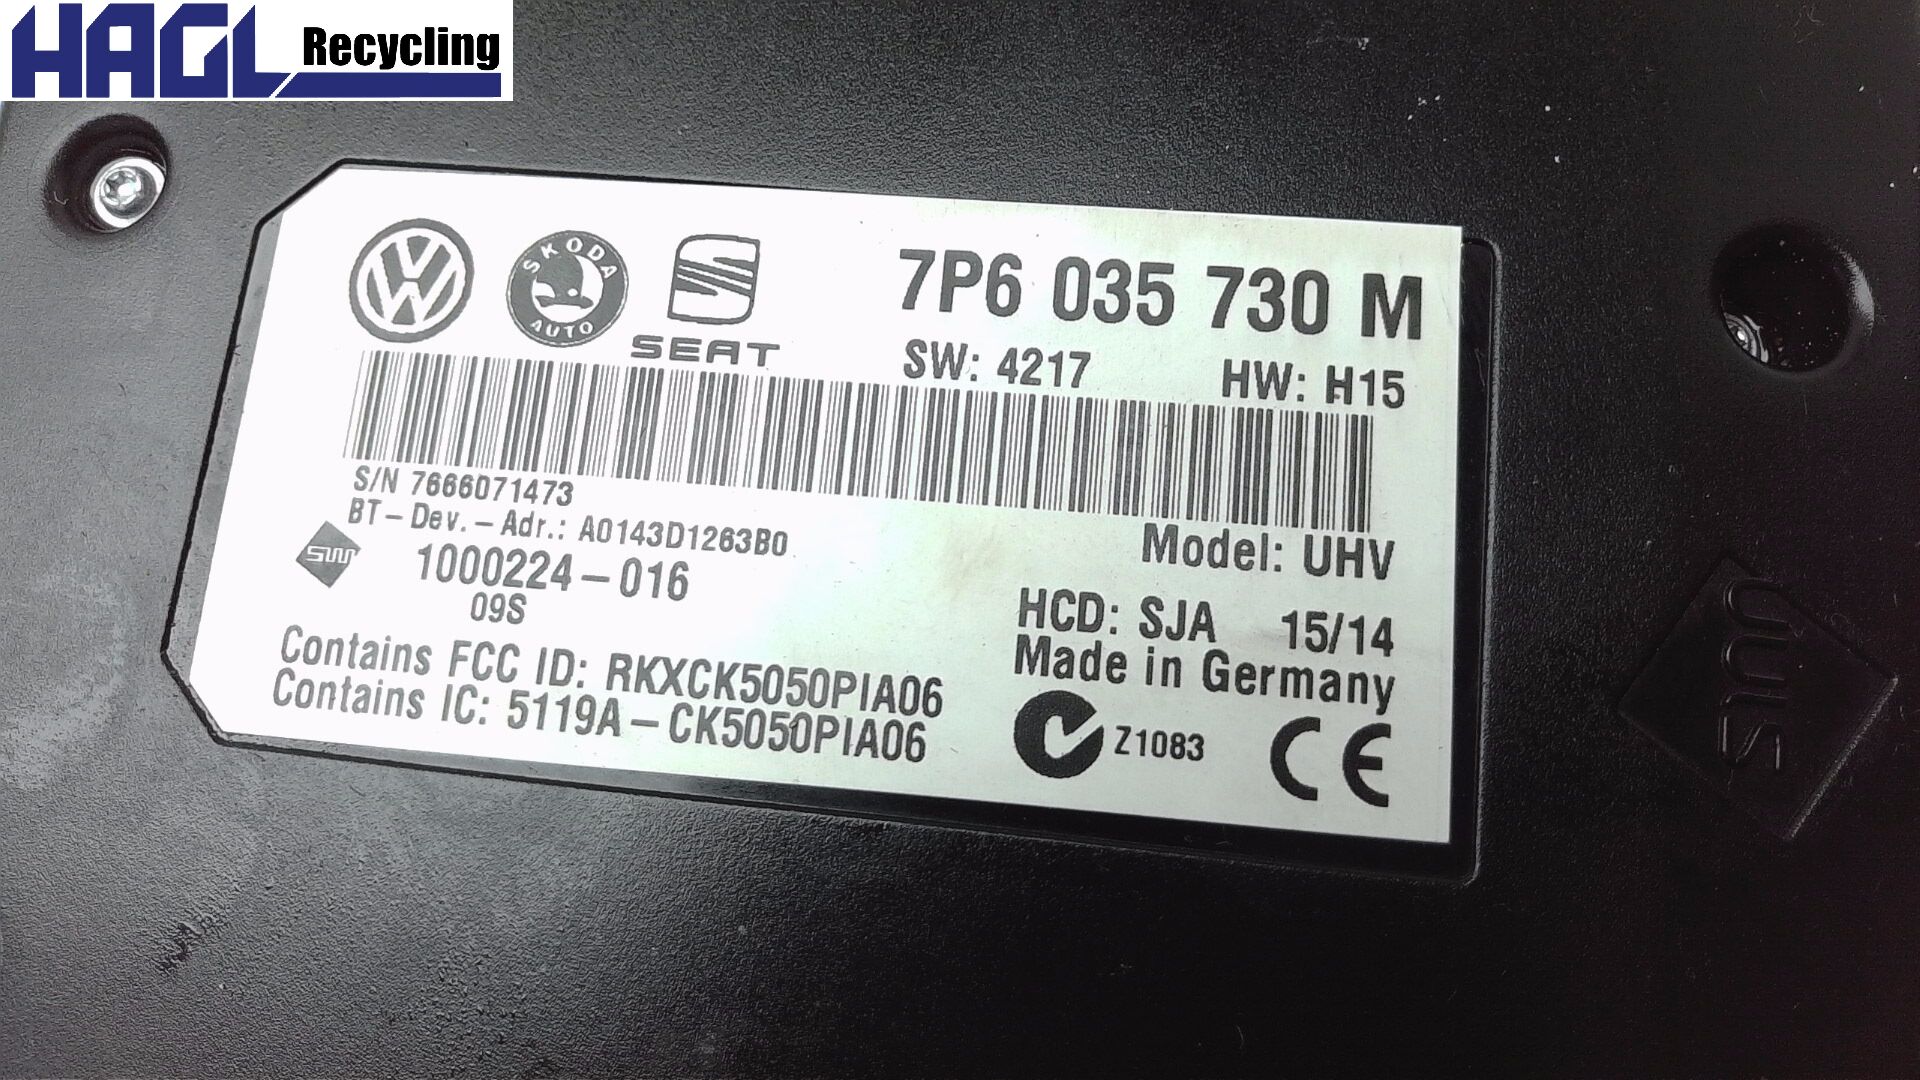 HAGL Recycling
SKODA
AUTO
SEAT
7P6 035 730 M
SW: 4217 HW: H15
S/N 7666071473
BT-Dev.-Adr.: A0143D1263B0
SW
1000224-016
09S
Model: UHV
HCD: SJA 15/14
Made in Germany
Contains FCC ID: RKXCK5050PIA06
Contains IC: 5119A-CK5050PIA06
Z1083
CE
SW